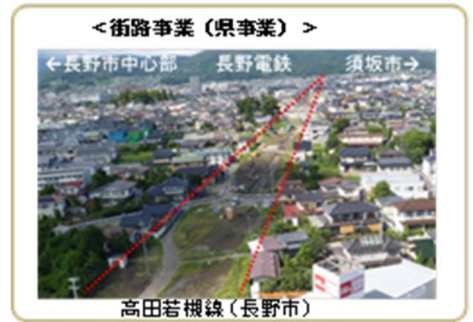 <街路事業（県事業）>
←長野市中心部 長野電鉄 須坂市→
高田若槻線（長野市）